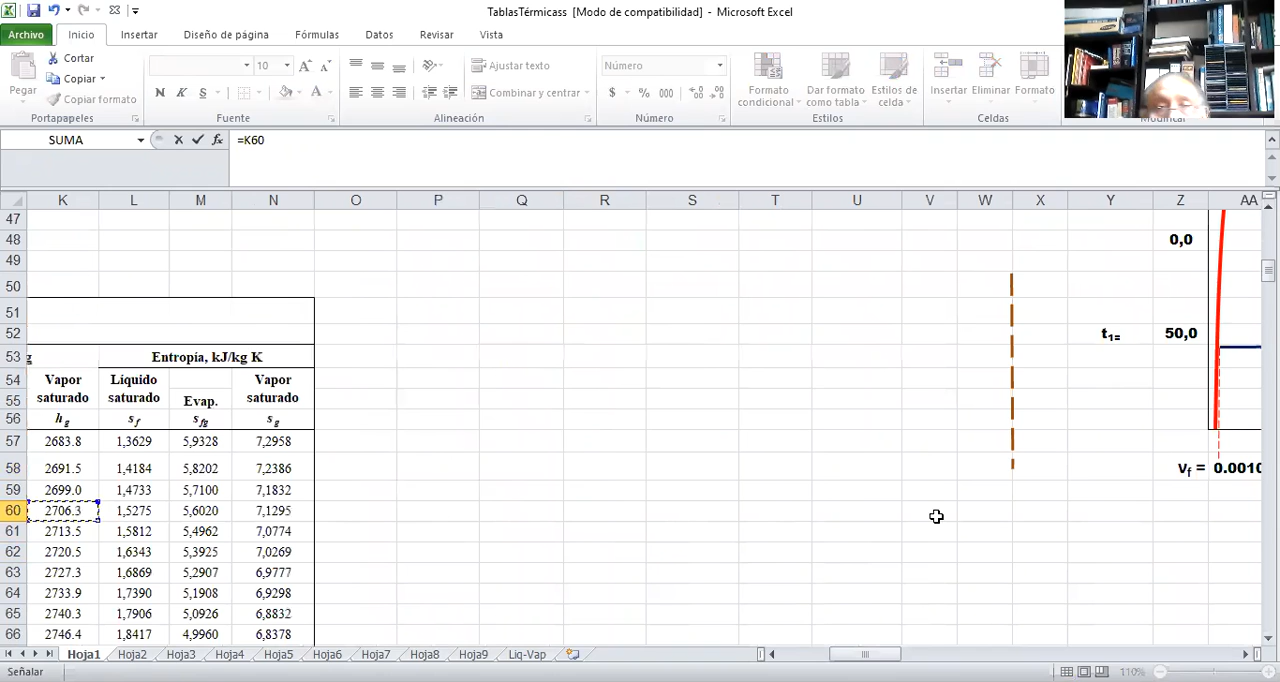 TablasTérmicass [Modo de compatibilidad] - Microsoft Excel
Archivo Inicio Insertar Diseño de página Fórmulas Datos Revisar Vista
Pegar
Cortar
Copiar
Copiar formato
Portapapeles
10
N K S
Fuente
Ajustar texto
Combinar y centrar
Alineación
Número
$ % 000
Número
Formato condicional
Dar formato como tabla
Estilos de celda
Estilos
Insertar Eliminar Formato
Celdas
Modificar
SUMA =K60
K L M N O P Q R S T U V W X Y Z AA
47
48 0,0
49
50
51
52 t1= 50,0
53 g Entropía, kJ/kg K
54 Vapor Líquido Vapor
55 saturado saturado Evap. saturado
56 hg sf sfg sg
57 2683.8 1,3629 5,9328 7,2958
58 2691.5 1,4184 5,8202 7,2386 vf = 0.0010
59 2699.0 1,4733 5,7100 7,1832
60 2706.3 1,5275 5,6020 7,1295
61 2713.5 1,5812 5,4962 7,0774
62 2720.5 1,6343 5,3925 7,0269
63 2727.3 1,6869 5,2907 6,9777
64 2733.9 1,7390 5,1908 6,9298
65 2740.3 1,7906 5,0926 6,8832
66 2746.4 1,8417 4,9960 6,8378
Hoja1 Hoja2 Hoja3 Hoja4 Hoja5 Hoja6 Hoja7 Hoja8 Hoja9 Liq-Vap
Señalar 110%